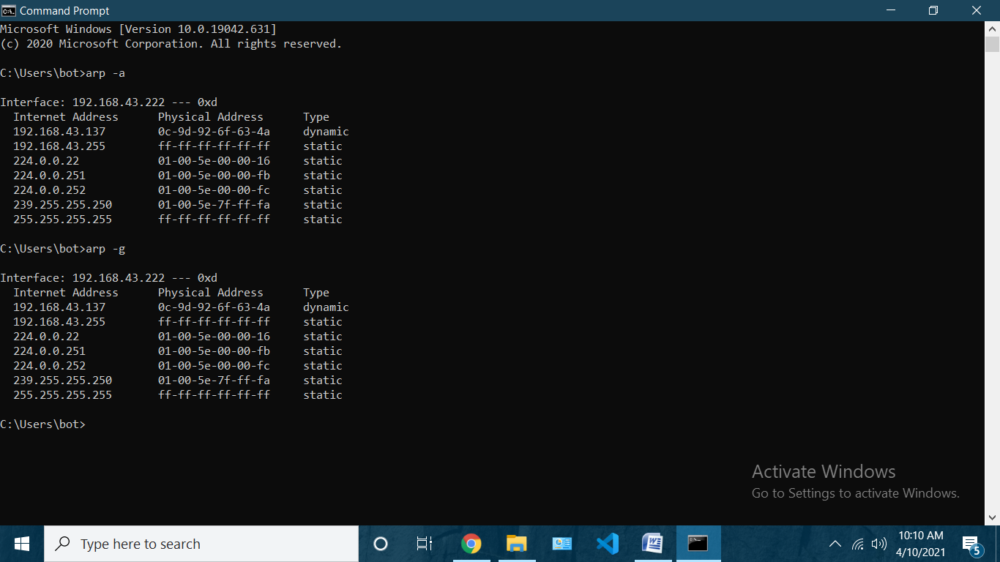 Command Prompt
Microsoft Windows [Version 10.0.19042.631]
(c) 2020 Microsoft Corporation. All rights reserved.
C:\Users\bot>arp -a
Interface: 192.168.43.222 --- 0xd
  Internet Address      Physical Address      Type
  192.168.43.137        0c-9d-92-6f-63-4a     dynamic
  192.168.43.255        ff-ff-ff-ff-ff-ff     static
  224.0.0.22            01-00-5e-00-00-16     static
  224.0.0.251           01-00-5e-00-00-fb     static
  224.0.0.252           01-00-5e-00-00-fc     static
  239.255.255.250       01-00-5e-7f-ff-fa     static
  255.255.255.255       ff-ff-ff-ff-ff-ff     static
C:\Users\bot>arp -g
Interface: 192.168.43.222 --- 0xd
  Internet Address      Physical Address      Type
  192.168.43.137        0c-9d-92-6f-63-4a     dynamic
  192.168.43.255        ff-ff-ff-ff-ff-ff     static
  224.0.0.22            01-00-5e-00-00-16     static
  224.0.0.251           01-00-5e-00-00-fb     static
  224.0.0.252           01-00-5e-00-00-fc     static
  239.255.255.250       01-00-5e-7f-ff-fa     static
  255.255.255.255       ff-ff-ff-ff-ff-ff     static
C:\Users\bot>
Activate Windows
Go to Settings to activate Windows.
Type here to search
10:10 AM
4/10/2021
5